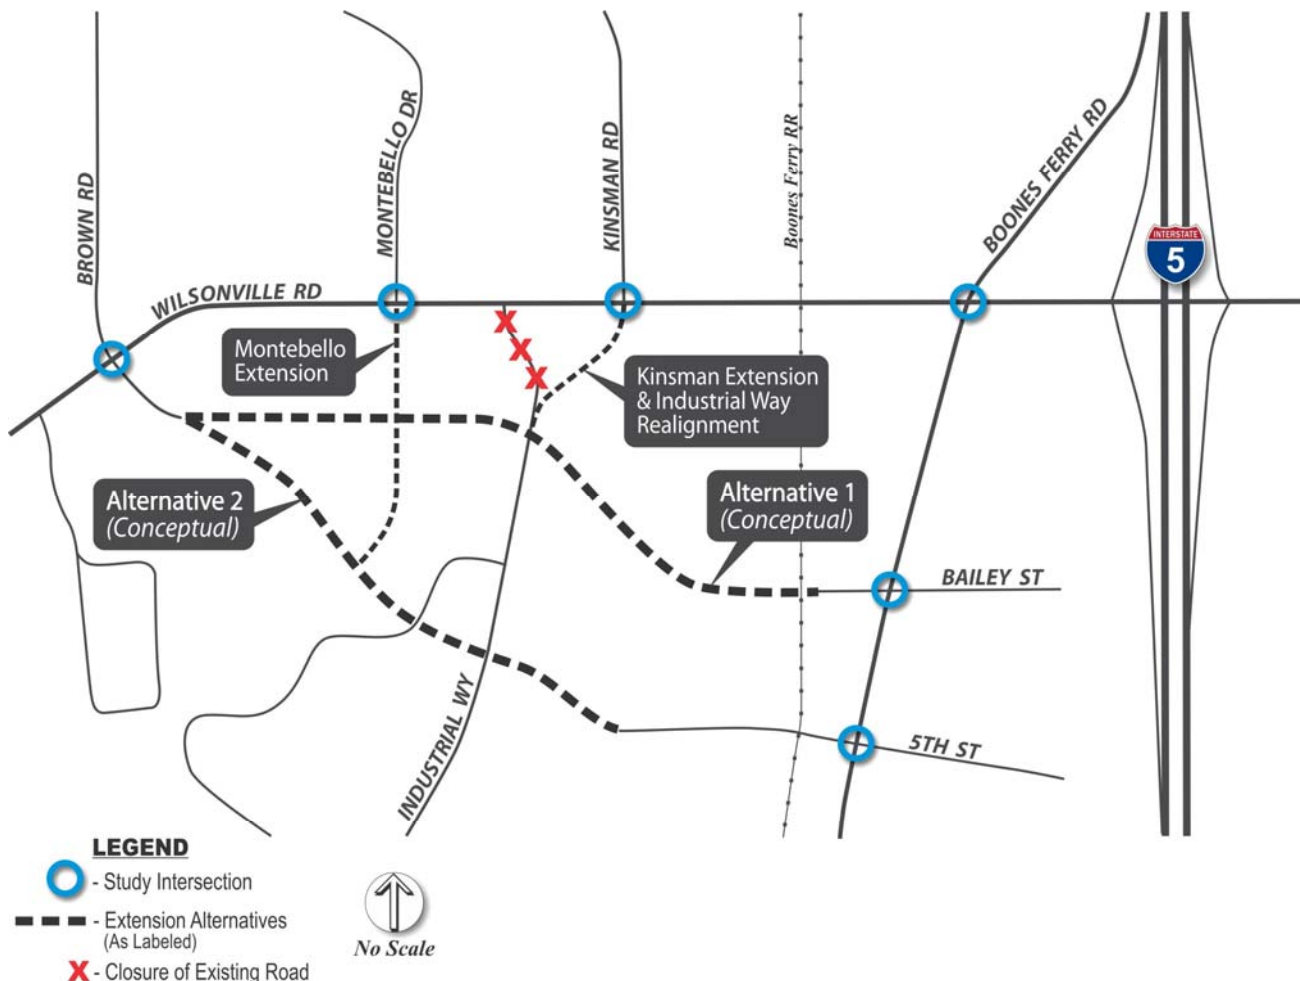 BROWN RD
MONTEBELLO DR
KINSMAN RD
Boones Ferry RR
BOONES FERRY RD
INTERSTATE
5
WILSONVILLE RD
Montebello
Extension
Kinsman Extension
& Industrial Way
Realignment
Alternative 2
(Conceptual)
Alternative 1
(Conceptual)
BAILEY ST
INDUSTRIAL WY
5TH ST
LEGEND
- Study Intersection
- Extension Alternatives
(As Labeled)
X - Closure of Existing Road
No Scale